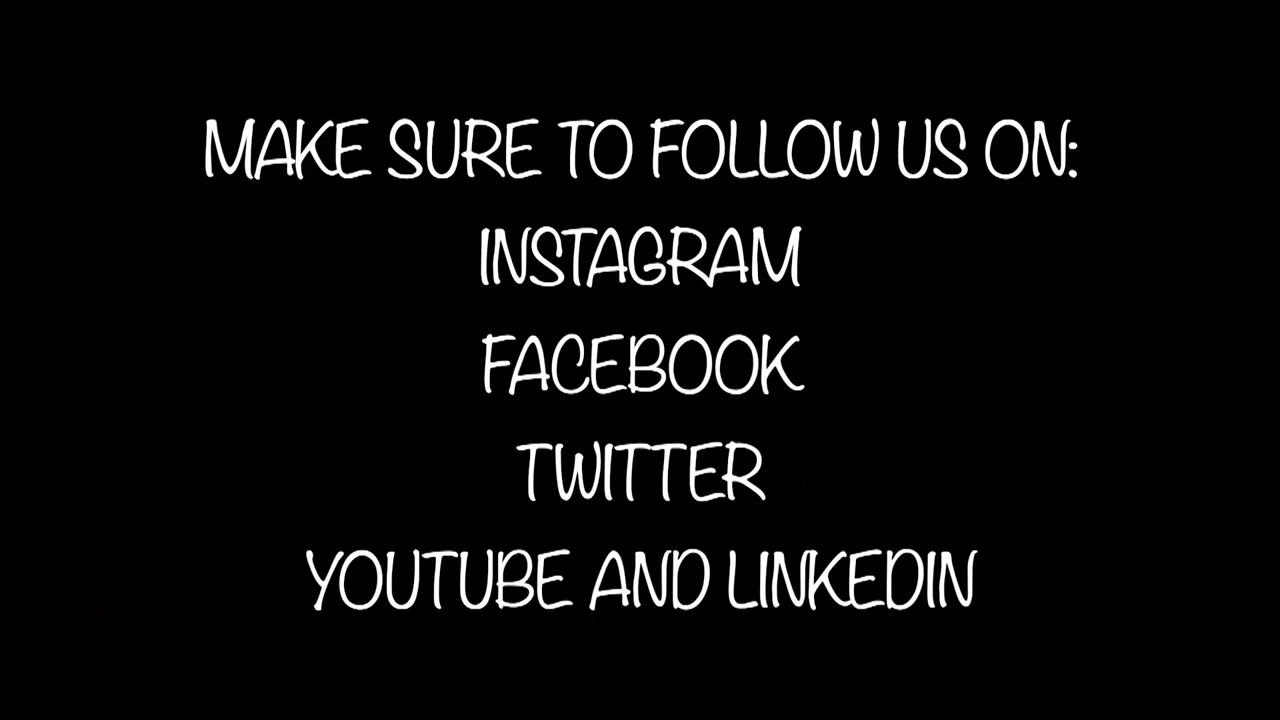 MAKE SURE TO FOLLOW US ON:
INSTAGRAM
FACEBOOK
TWITTER
YOUTUBE AND LINKEDIN